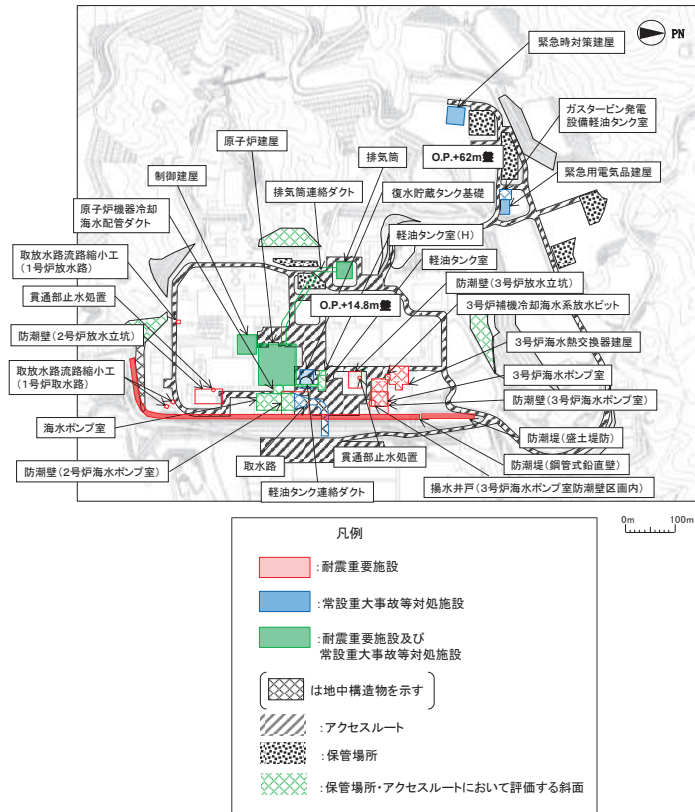 PN
緊急時対策建屋
ガスタービン発電
設備軽油タンク室
原子炉建屋
排気筒
O.P.+62m盤
緊急用電気品建屋
制御建屋
排気筒連絡ダクト
復水貯蔵タンク基礎
原子炉機器冷却
海水配管ダクト
軽油タンク室(H)
軽油タンク室
取放水路流路縮小工
(1号炉放水路)
防潮壁(3号炉放水立坑)
O.P.+14.8m盤
3号炉補機冷却海水系放水ピット
貫通部止水処置
3号炉海水熱交換器建屋
防潮壁(2号炉放水立坑)
3号炉海水ポンプ室
取放水路流路縮小工
(1号炉取水路)
防潮壁(3号炉海水ポンプ室)
海水ポンプ室
防潮堤(盛土堤防)
防潮壁(2号炉海水ポンプ室)
取水路
貫通部止水処置
防潮堤(鋼管式鉛直壁)
軽油タンク連絡ダクト
揚水井戸(3号炉海水ポンプ室防潮壁区画内)
0m 100m
凡例
:耐震重要施設
:常設重大事故等対処施設
:耐震重要施設及び
常設重大事故等対処施設
は地中構造物を示す
:アクセスルート
:保管場所
:保管場所・アクセスルートにおいて評価する斜面